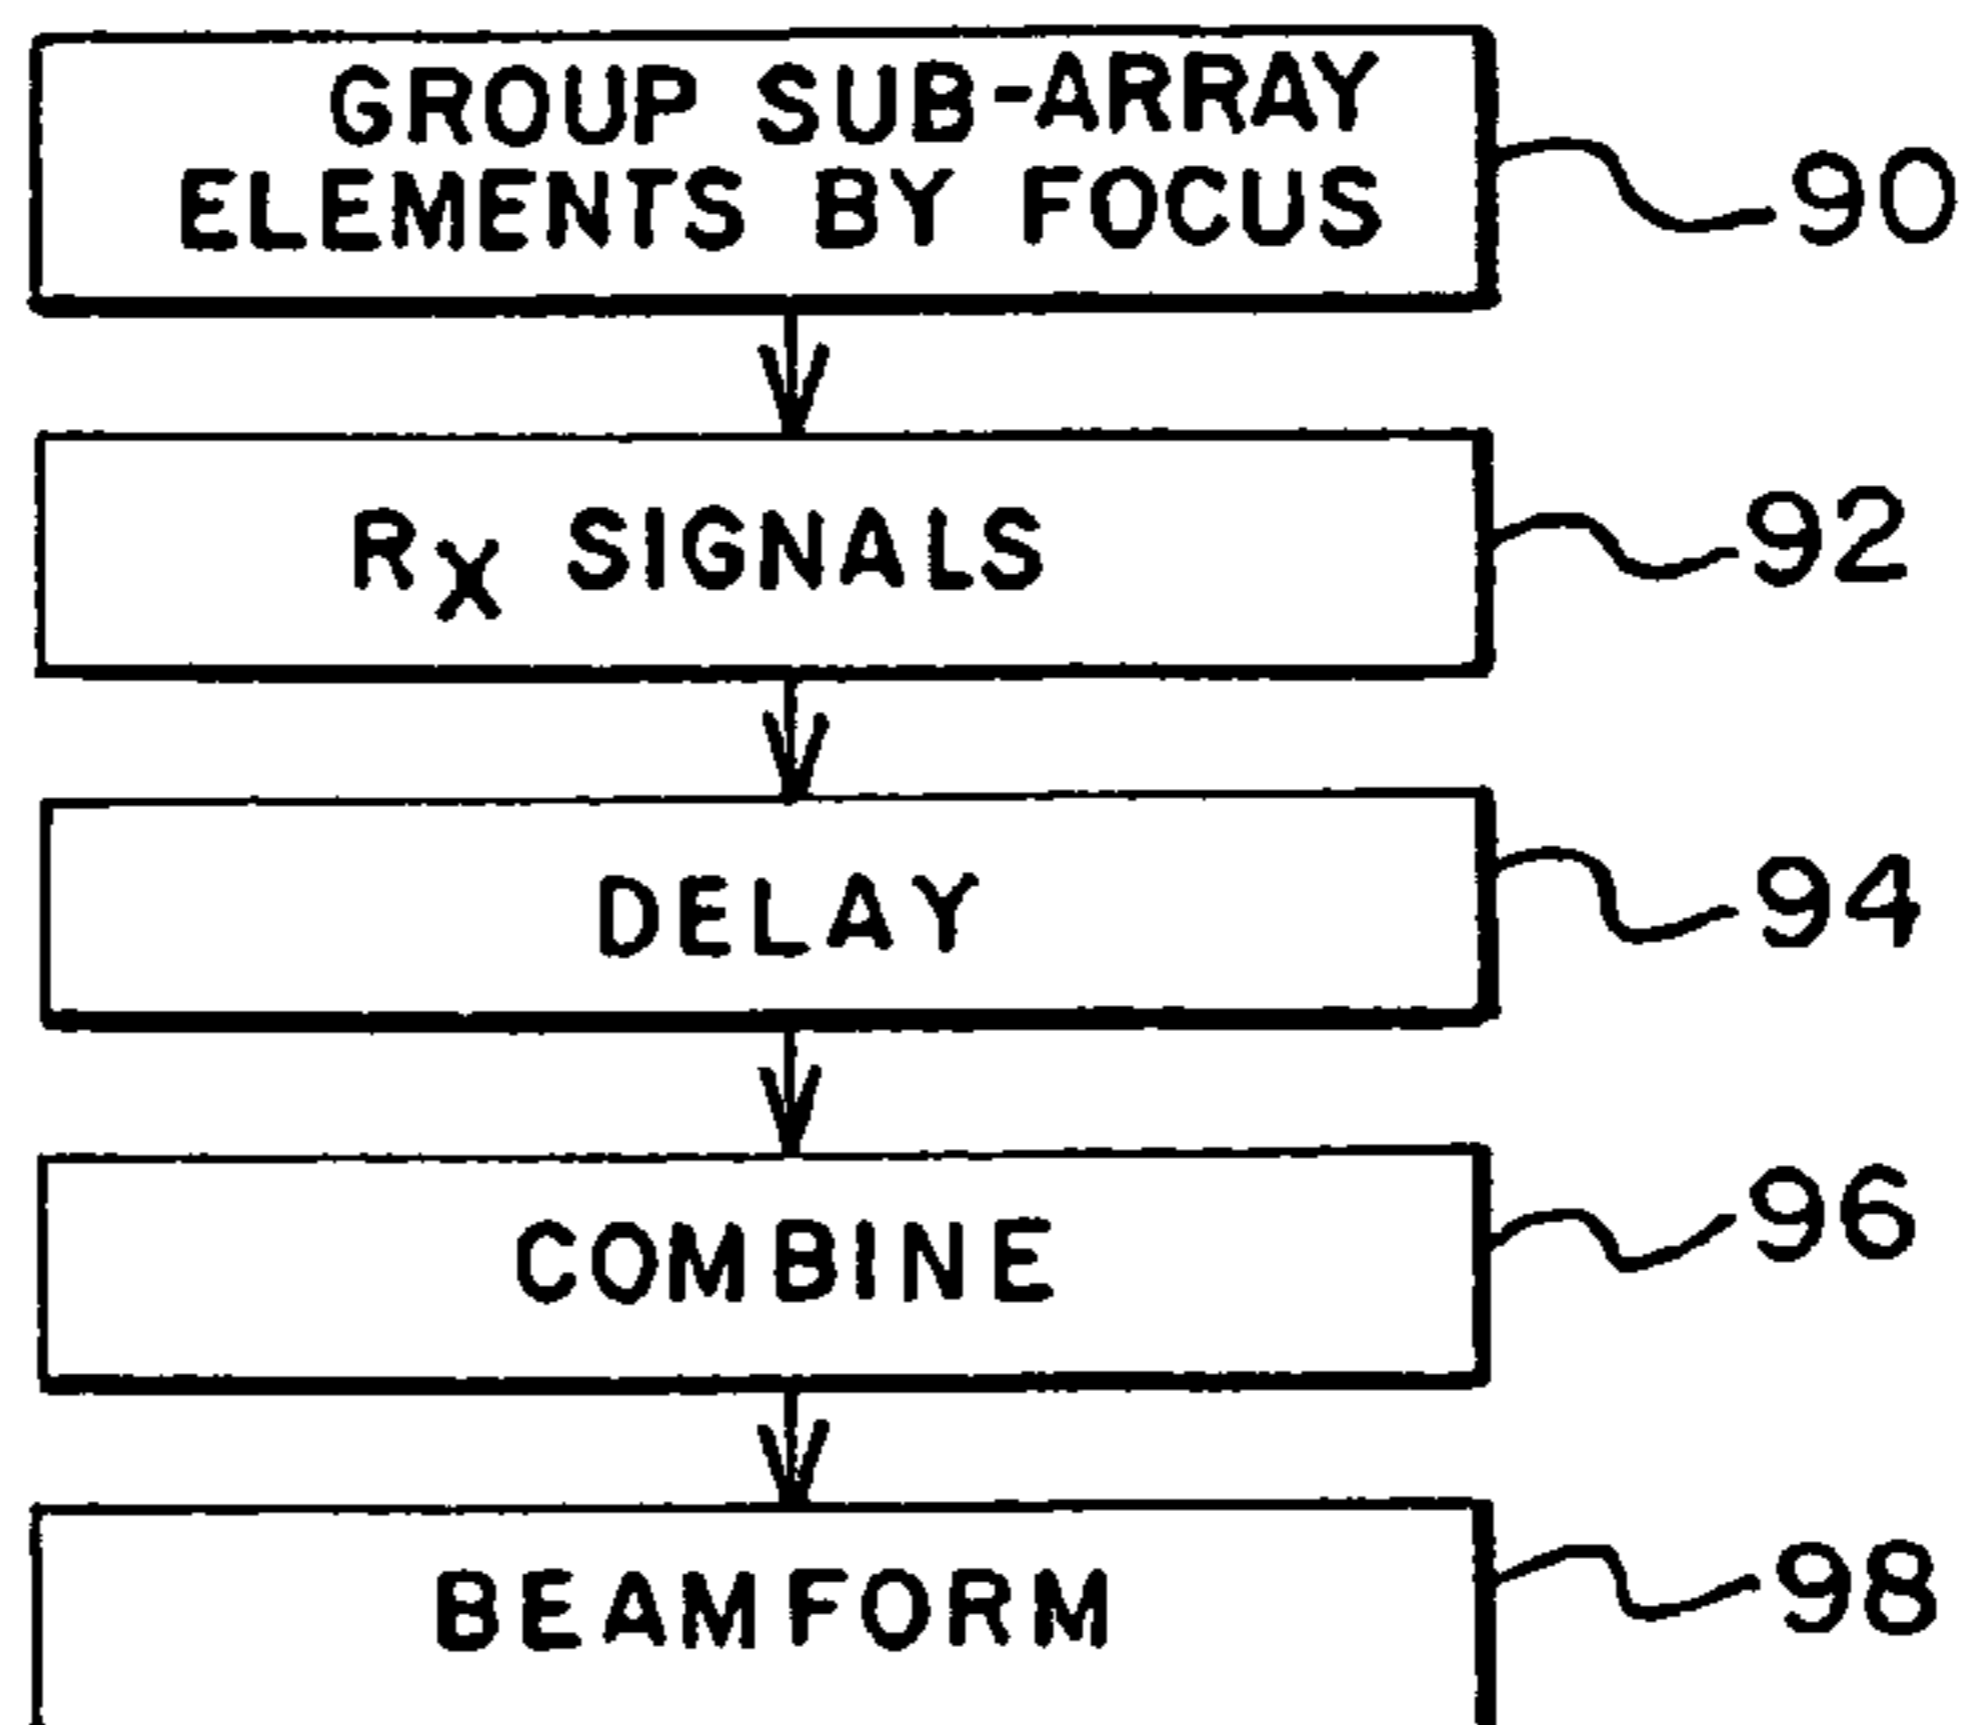 GROUP SUB-ARRAY
ELEMENTS BY FOCUS
90
RX SIGNALS
92
DELAY
94
COMBINE
96
BEAMFORM
98